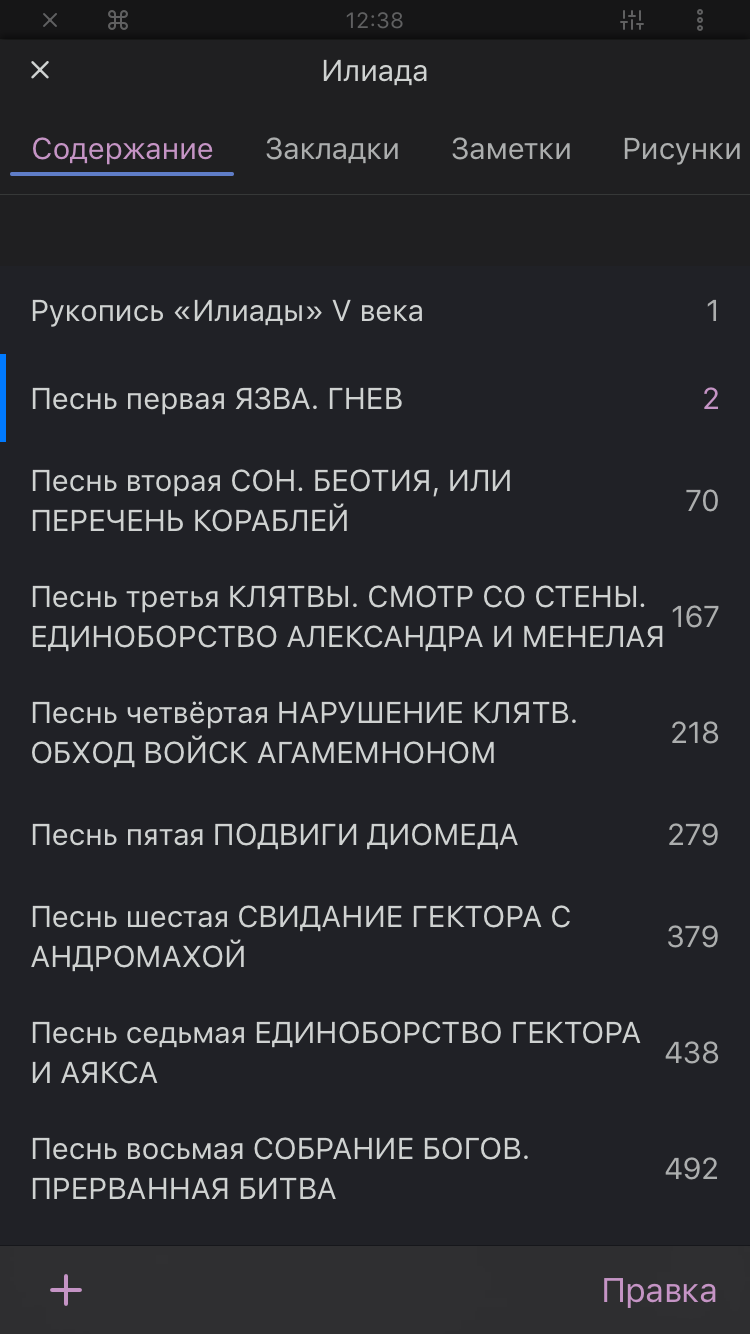 12:38
Илиада
Содержание Закладки Заметки Рисунки
Рукопись «Илиады» V века 1
Песнь первая ЯЗВА. ГНЕВ 2
Песнь вторая СОН. БЕОТИЯ, ИЛИ
ПЕРЕЧЕНЬ КОРАБЛЕЙ
70
Песнь третья КЛЯТВЫ. СМОТР СО СТЕНЫ.
ЕДИНОБОРСТВО АЛЕКСАНДРА И МЕНЕЛАЯ
167
Песнь четвёртая НАРУШЕНИЕ КЛЯТВ.
ОБХОД ВОЙСК АГАМЕМНОНОМ
218
Песнь пятая ПОДВИГИ ДИОМЕДА 279
Песнь шестая СВИДАНИЕ ГЕКТОРА С
АНДРОМАХОЙ
379
Песнь седьмая ЕДИНОБОРСТВО ГЕКТОРА
И АЯКСА
438
Песнь восьмая СОБРАНИЕ БОГОВ.
ПРЕРВАННАЯ БИТВА
492
Правка